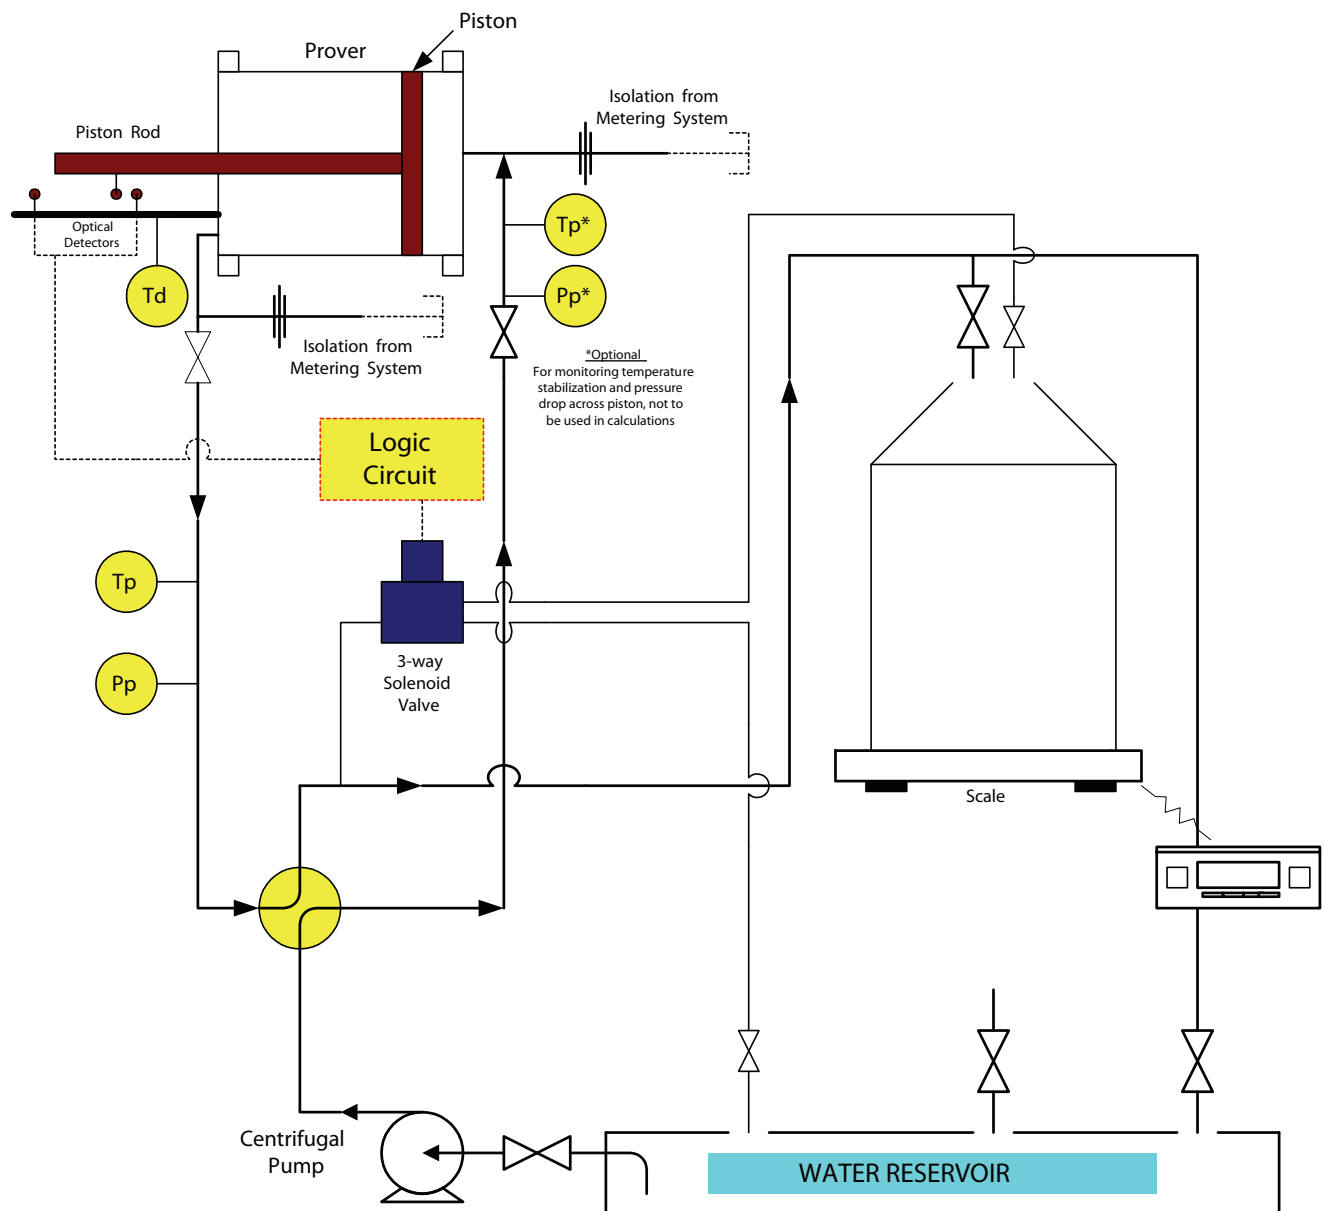 Piston
Prover
Isolation from
Metering System
Piston Rod
Optical
Detectors
Tp*
Td
Pp*
Isolation from
Metering System
*Optional
For monitoring temperature
stabilization and pressure
drop across piston, not to
be used in calculations
Logic
Circuit
Tp
3-way
Solenoid
Valve
Pp
Scale
Centrifugal
Pump
WATER RESERVOIR